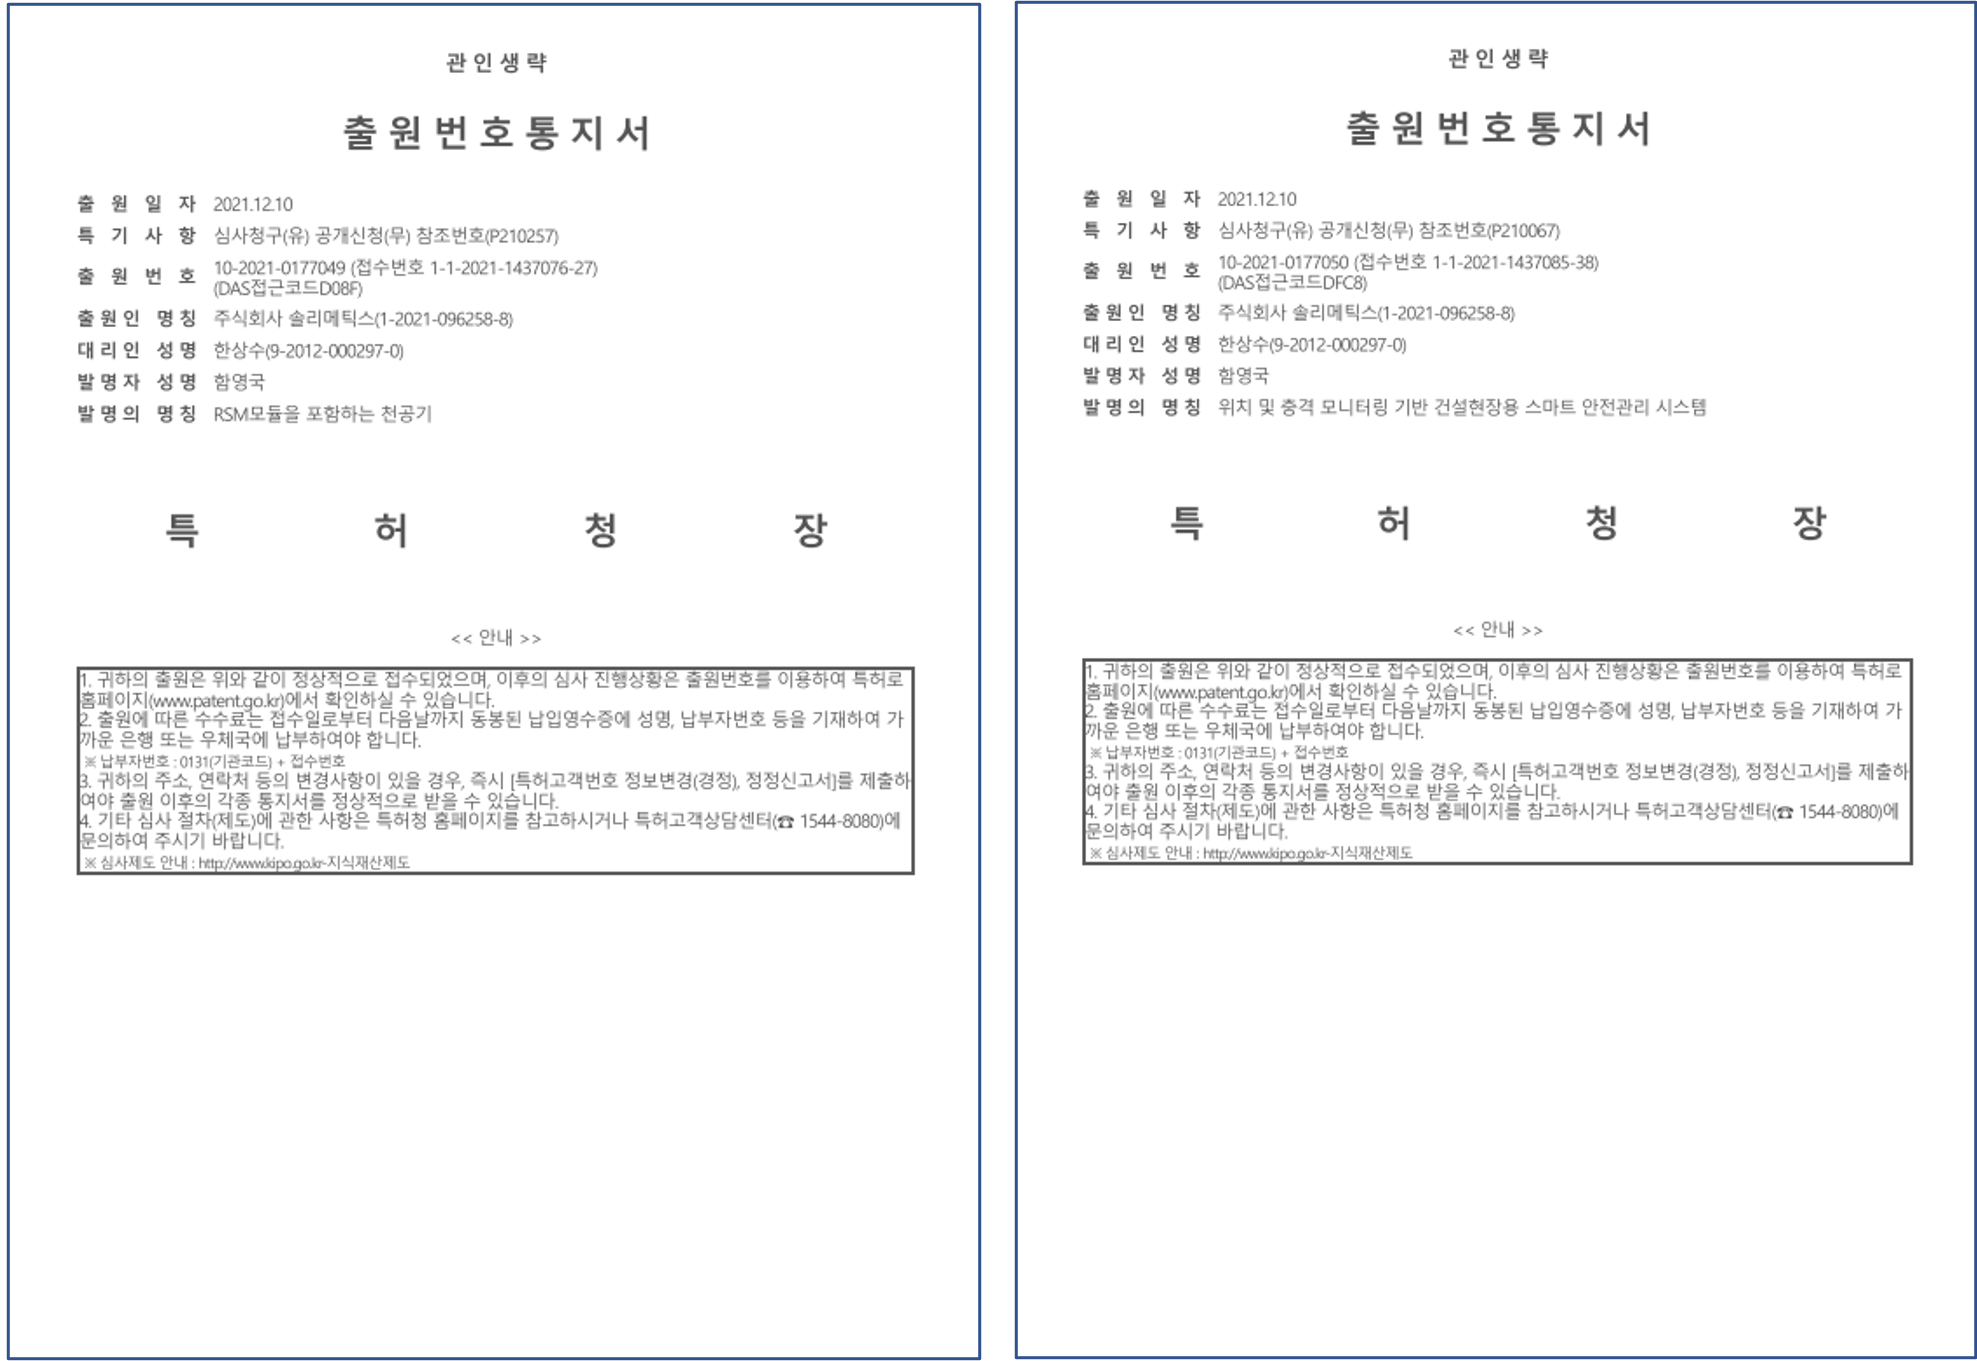 관 인 생 략
출 원 번 호 통 지 서
출 원 일 자 2021.12.10
특 기 사 항 심사청구(유) 공개신청(무) 참조번호(P210257)
출 원 번 호 10-2021-0177049 (접수번호 1-1-2021-1437076-27)
(DAS접근코드D08F)
출 원 인 명 칭 주식회사 솔리메틱스(1-2021-096258-8)
대 리 인 성 명 한상수(9-2012-000297-0)
발 명 자 성 명 함영국
발 명 의 명 칭 RSM모듈을 포함하는 천공기
특 허 청 장
<< 안내 >>
1. 귀하의 출원은 위와 같이 정상적으로 접수되었으며, 이후의 심사 진행상황은 출원번호를 이용하여 특허로
홈페이지(www.patent.go.kr)에서 확인하실 수 있습니다.
2. 출원에 따른 수수료는 접수일로부터 다음날까지 동봉된 납입영수증에 성명, 납부자번호 등을 기재하여 가
까운 은행 또는 우체국에 납부하여야 합니다.
※ 납부자번호 : 0131(기관코드) + 접수번호
3. 귀하의 주소, 연락처 등의 변경사항이 있을 경우, 즉시 [특허고객번호 정보변경(경정), 정정신고서]를 제출하
여야 출원 이후의 각종 통지서를 정상적으로 받을 수 있습니다.
4. 기타 심사 절차(제도)에 관한 사항은 특허청 홈페이지를 참고하시거나 특허고객상담센터(☎ 1544-8080)에
문의하여 주시기 바랍니다.
※ 심사제도 안내 : http://www.kipo.go.kr-지식재산제도
관 인 생 략
출 원 번 호 통 지 서
출 원 일 자 2021.12.10
특 기 사 항 심사청구(유) 공개신청(무) 참조번호(P210067)
출 원 번 호 10-2021-0177050 (접수번호 1-1-2021-1437085-38)
(DAS접근코드DFC8)
출 원 인 명 칭 주식회사 솔리메틱스(1-2021-096258-8)
대 리 인 성 명 한상수(9-2012-000297-0)
발 명 자 성 명 함영국
발 명 의 명 칭 위치 및 충격 모니터링 기반 건설현장용 스마트 안전관리 시스템
특 허 청 장
<< 안내 >>
1. 귀하의 출원은 위와 같이 정상적으로 접수되었으며, 이후의 심사 진행상황은 출원번호를 이용하여 특허로
홈페이지(www.patent.go.kr)에서 확인하실 수 있습니다.
2. 출원에 따른 수수료는 접수일로부터 다음날까지 동봉된 납입영수증에 성명, 납부자번호 등을 기재하여 가
까운 은행 또는 우체국에 납부하여야 합니다.
※ 납부자번호 : 0131(기관코드) + 접수번호
3. 귀하의 주소, 연락처 등의 변경사항이 있을 경우, 즉시 [특허고객번호 정보변경(경정), 정정신고서]를 제출하
여야 출원 이후의 각종 통지서를 정상적으로 받을 수 있습니다.
4. 기타 심사 절차(제도)에 관한 사항은 특허청 홈페이지를 참고하시거나 특허고객상담센터(☎ 1544-8080)에
문의하여 주시기 바랍니다.
※ 심사제도 안내 : http://www.kipo.go.kr-지식재산제도